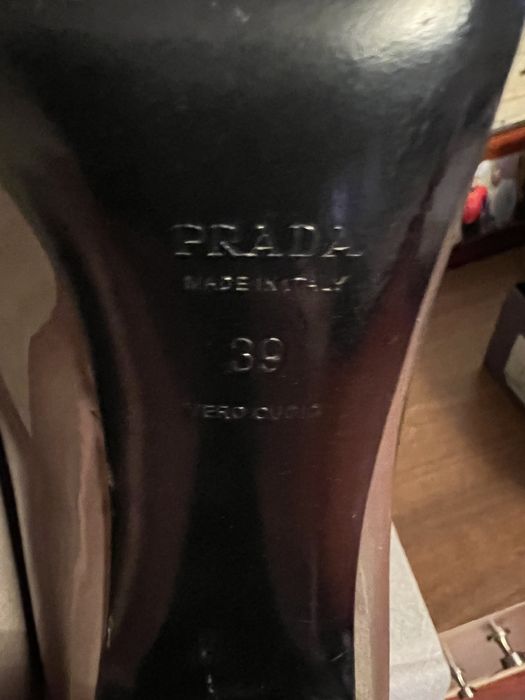 PRADA
MADE IN ITALY
39
VERO CUOIO